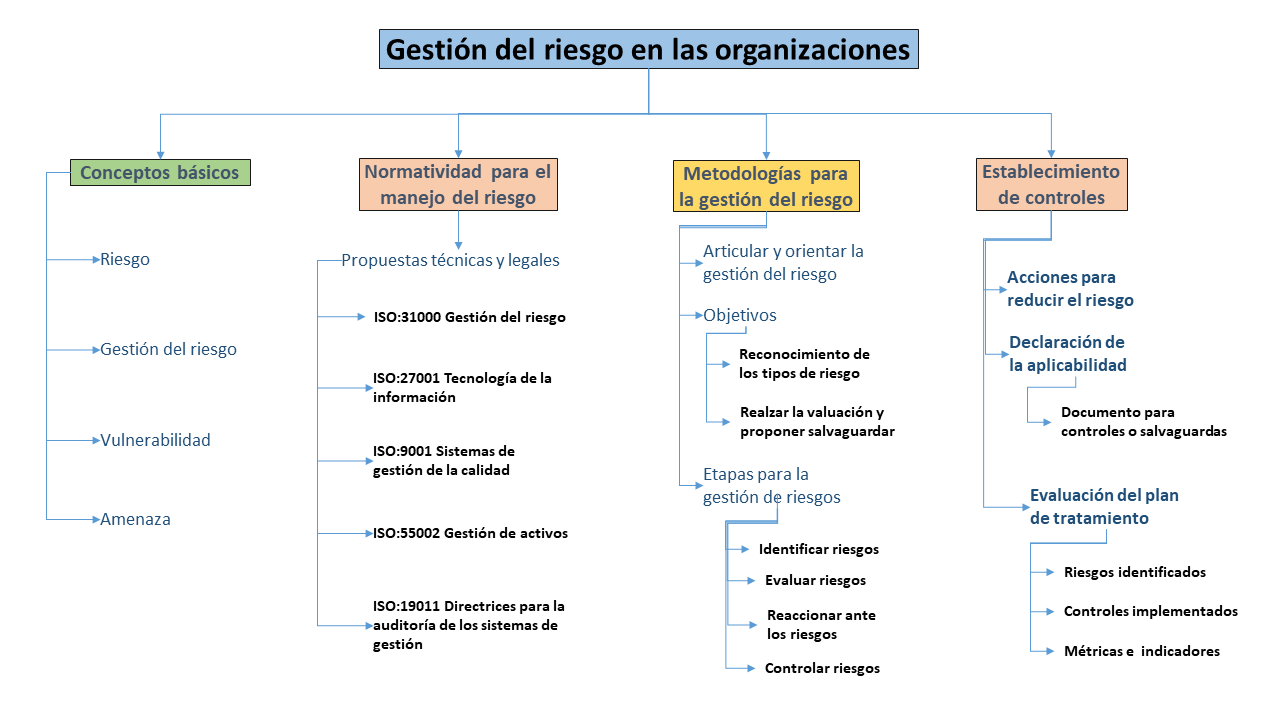 Gestión del riesgo en las organizaciones
Conceptos básicos
Riesgo
Gestión del riesgo
Vulnerabilidad
Amenaza
Normatividad para el
manejo del riesgo
Propuestas técnicas y legales
ISO:31000 Gestión del riesgo
ISO:27001 Tecnología de la
información
ISO:9001 Sistemas de
gestión de la calidad
ISO:55002 Gestión de activos
ISO:19011 Directrices para la
auditoría de los sistemas de
gestión
Metodologías para
la gestión del riesgo
Articular y orientar la
gestión del riesgo
Objetivos
Reconocimiento de
los tipos de riesgo
Realzar la valuación y
proponer salvaguardar
Etapas para la
gestión de riesgos
Identificar riesgos
Evaluar riesgos
Reaccionar ante
los riesgos
Controlar riesgos
Establecimiento
de controles
Acciones para
reducir el riesgo
Declaración de
la aplicabilidad
Documento para
controles o salvaguardas
Evaluación del plan
de tratamiento
Riesgos identificados
Controles implementados
Métricas e indicadores